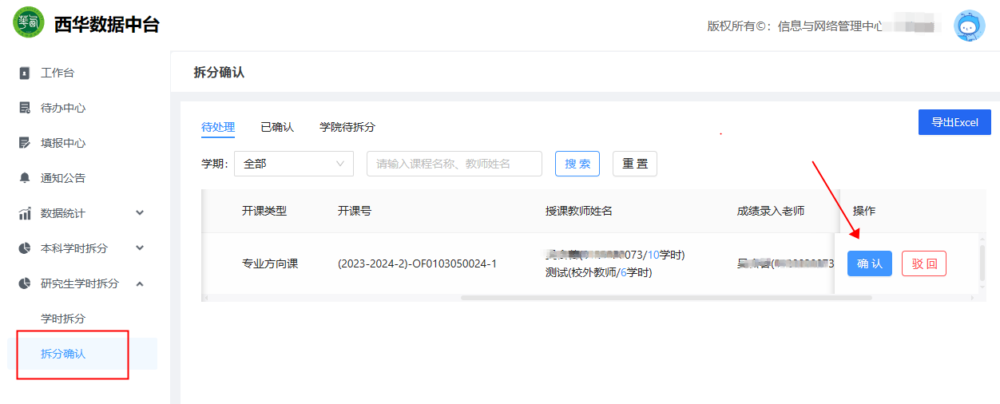 西华数据中台
版权所有©：信息与网络管理中心
工作台
待办中心
填报中心
通知公告
数据统计
本科学时拆分
研究生学时拆分
学时拆分
拆分确认
拆分确认
待处理 已确认 学院待拆分
导出Excel
学期: 全部 请输入课程名称、教师姓名 搜 索 重 置
开课类型 开课号 授课教师姓名 成绩录入老师 操作
专业方向课 (2023-2024-2)-OF0103050024-1
073/10学时)
测试(校外教师/6学时)
确 认 驳 回